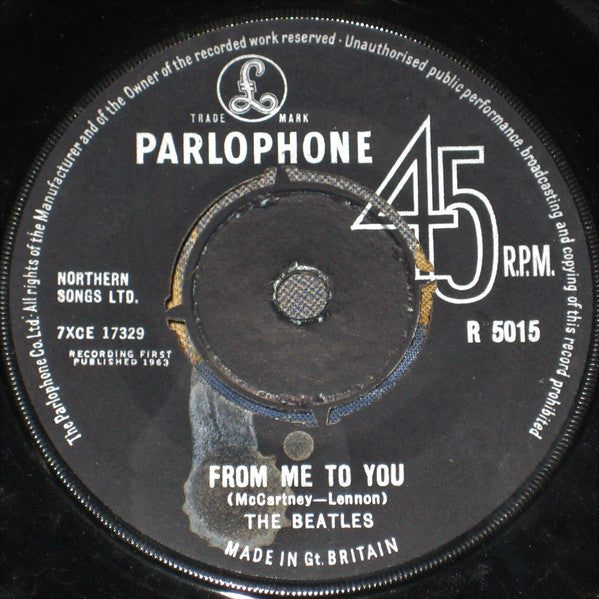 The Parlophone Co. Ltd. All rights of the Manufacturer and of the Owner of the recorded work reserved · Unauthorised public performance, broadcasting and copying of this record prohibited
£
TRADE MARK
PARLOPHONE
45 R.P.M.
NORTHERN
SONGS LTD.
7XCE 17329
RECORDING FIRST
PUBLISHED 1963
R 5015
FROM ME TO YOU
(McCartney—Lennon)
THE BEATLES
MADE IN Gt. BRITAIN